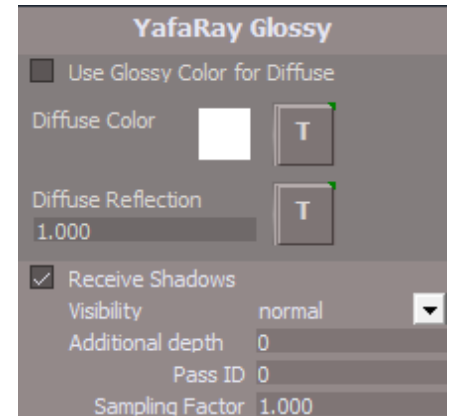 YafaRay Glossy
Use Glossy Color for Diffuse
Diffuse Color T
Diffuse Reflection T
1.000
Receive Shadows
Visibility normal
Additional depth 0
Pass ID 0
Sampling Factor 1.000